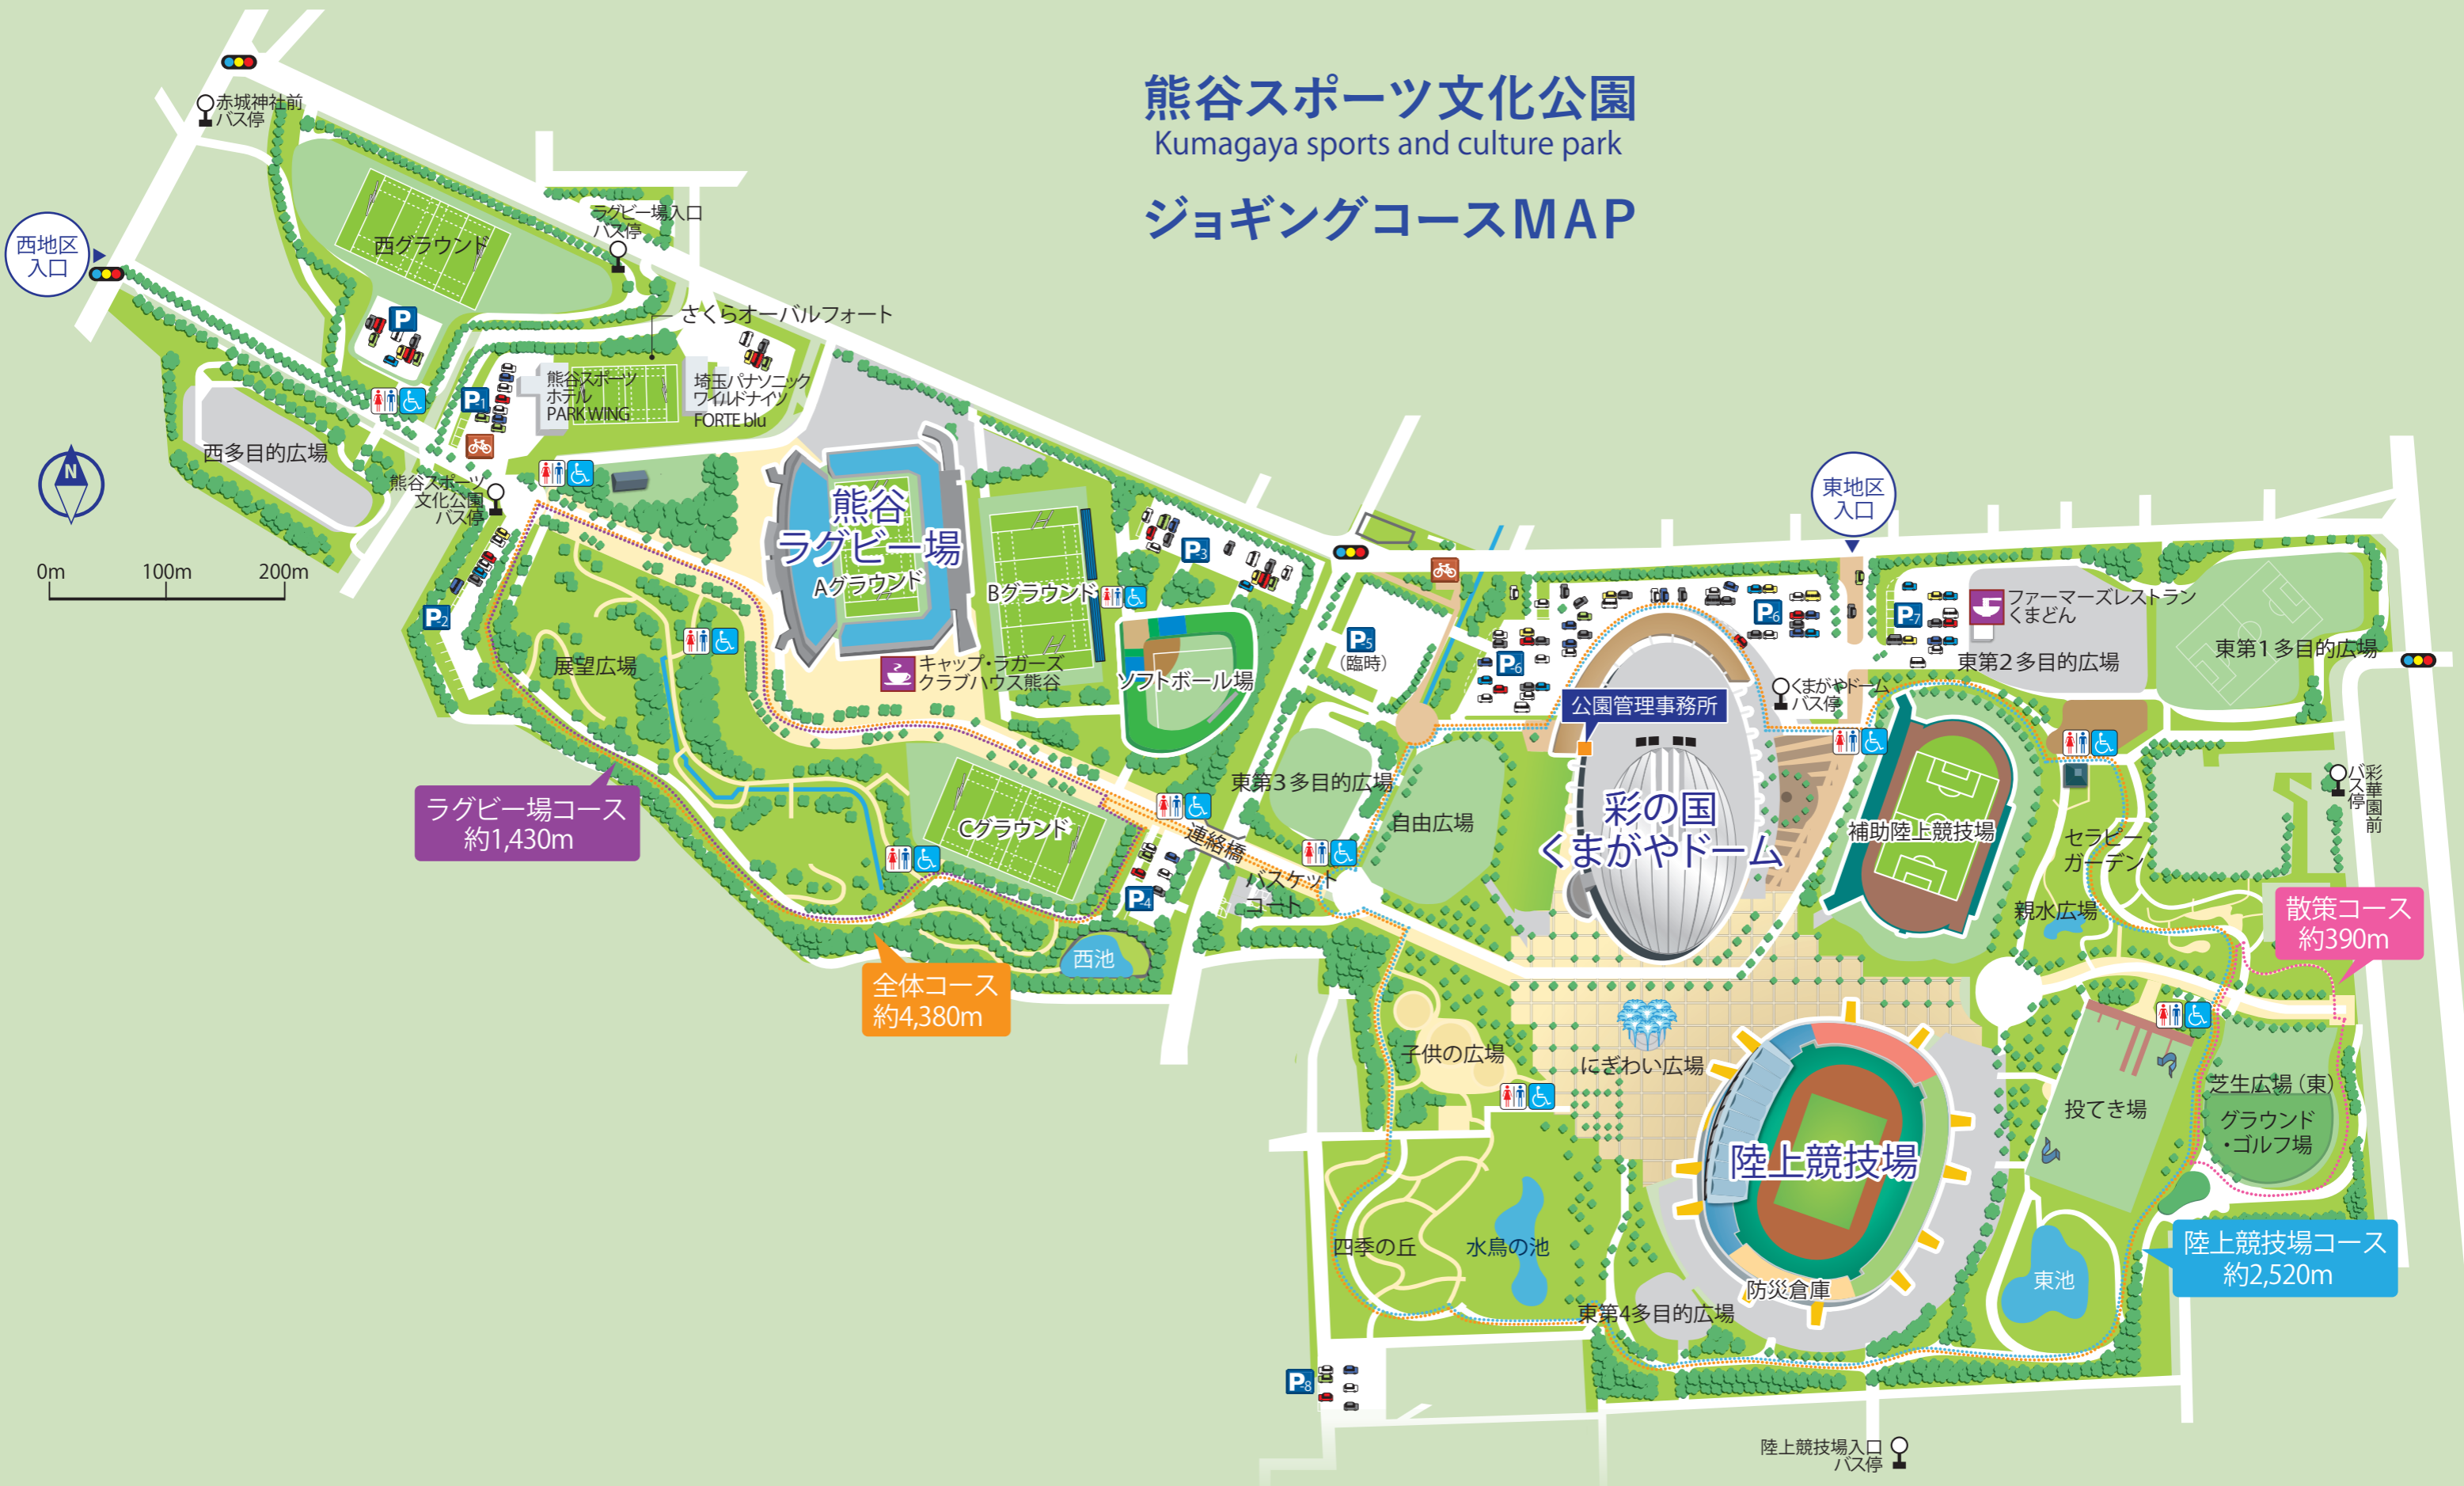 熊谷スポーツ文化公園
Kumagaya sports and culture park
ジョギングコースMAP
赤城神社前
バス停
西地区
入口
西グラウンド
ラグビー場入口
バス停
さくらオーバルフォート
P
P-1
熊谷スポーツ
ホテル
PARK WING
埼玉パナソニック
ワイルドナイツ
FORTE blu
西多目的広場
N
0m
100m
200m
熊谷スポーツ
文化公園
バス停
P-2
熊谷
ラグビー場
Aグラウンド
Bグラウンド
P-3
展望広場
キャップ・ラガーズ
クラブハウス熊谷
ソフトボール場
P-5
(臨時)
P-6
東地区
入口
P-6
P-7
ファーマーズレストラン
くまどん
東第2多目的広場
東第1多目的広場
くまがやドーム
バス停
公園管理事務所
ラグビー場コース
約1,430m
Cグラウンド
連絡橋
東第3多目的広場
自由広場
彩の国
くまがやドーム
補助陸上競技場
セラピー
ガーデン
彩華園前
バス停
バスケット
コート
P-4
西池
全体コース
約4,380m
親水広場
散策コース
約390m
子供の広場
にぎわい広場
陸上競技場
投てき場
芝生広場(東)
グラウンド
・ゴルフ場
四季の丘
水鳥の池
東第4多目的広場
防災倉庫
東池
陸上競技場コース
約2,520m
P-8
陸上競技場入口
バス停